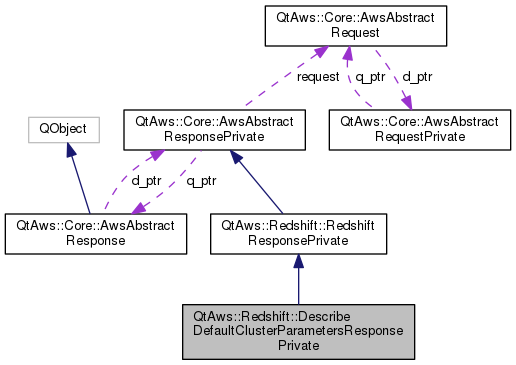 QtAws::Core::AwsAbstract
Request
request
q_ptr
d_ptr
QtAws::Core::AwsAbstract
ResponsePrivate
QtAws::Core::AwsAbstract
RequestPrivate
QObject
d_ptr
q_ptr
QtAws::Core::AwsAbstract
Response
QtAws::Redshift::Redshift
ResponsePrivate
QtAws::Redshift::Describe
DefaultClusterParametersResponse
Private